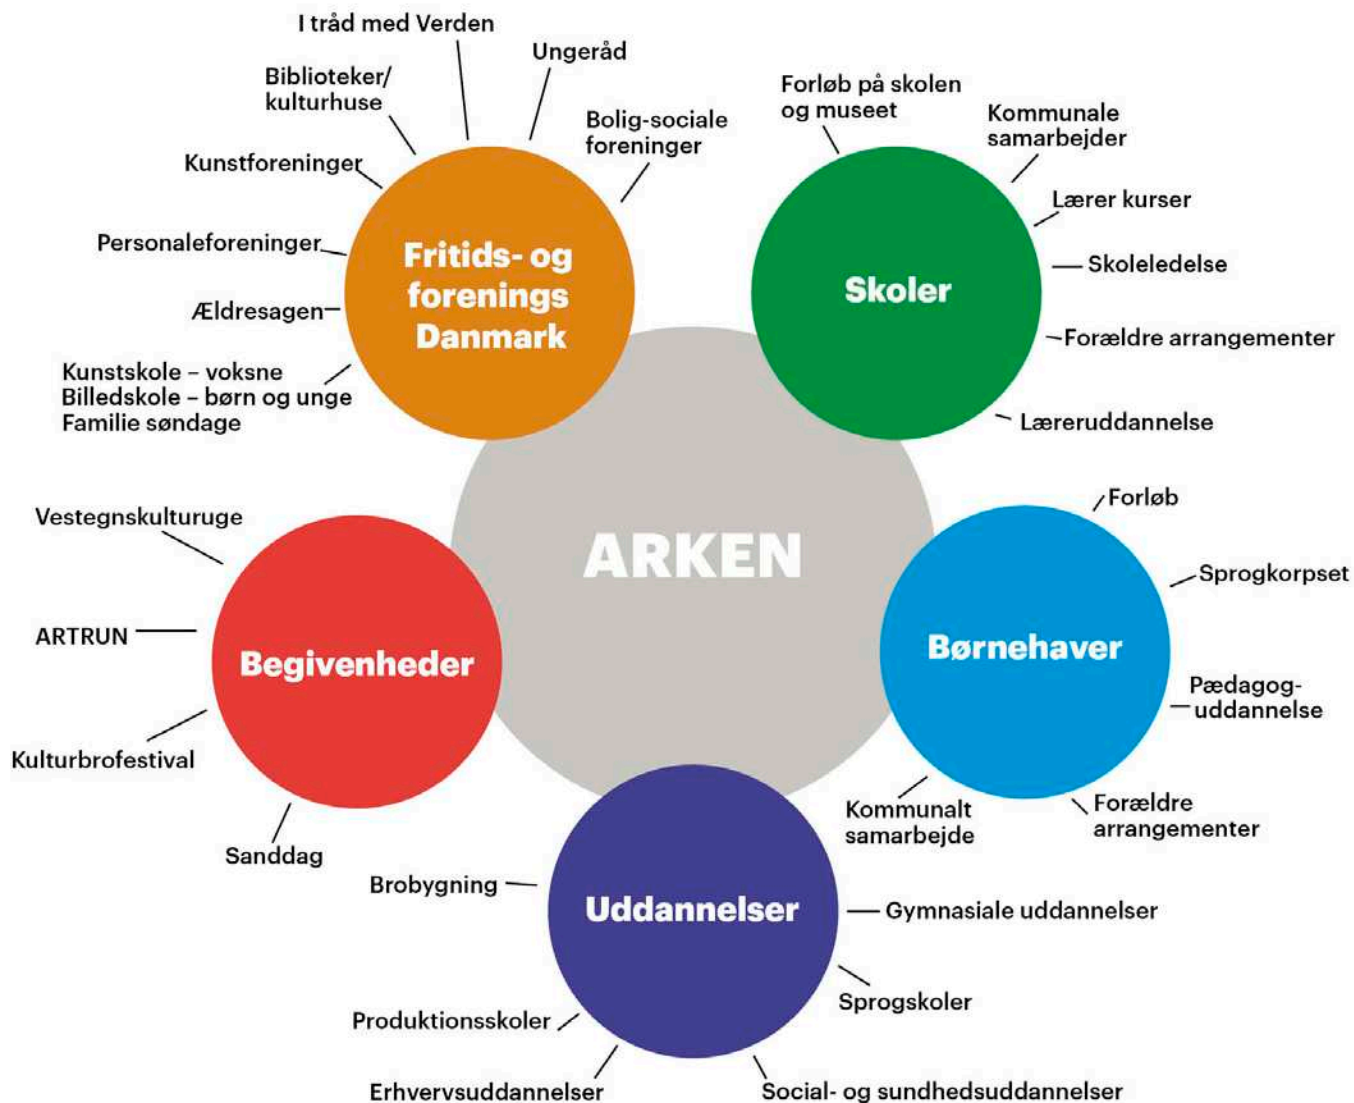 I tråd med Verden
Ungeråd
Biblioteker/
kulturhuse
Bolig-sociale
foreninger
Kunstforeninger
Personaleforeninger
Ældresagen
Kunstskole – voksne
Billedskole – børn og unge
Familie søndage
Fritids- og
forenings
Danmark
Forløb på skolen
og museet
Kommunale
samarbejder
Lærer kurser
Skoleledelse
Forældre arrangementer
Læreruddannelse
Skoler
ARKEN
Vestegnskulturuge
ARTRUN
Kulturbrofestival
Sanddag
Begivenheder
Forløb
Sprogkorpset
Pædagog-
uddannelse
Forældre
arrangementer
Kommunalt
samarbejde
Børnehaver
Brobygning
Uddannelser
Gymnasiale uddannelser
Sprogskoler
Produktionsskoler
Erhvervsuddannelser
Social- og sundhedsuddannelser